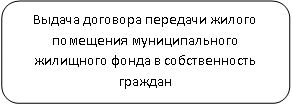 Выдача договора передачи жилого
помещения муниципального
жилищного фонда в собственность
граждан